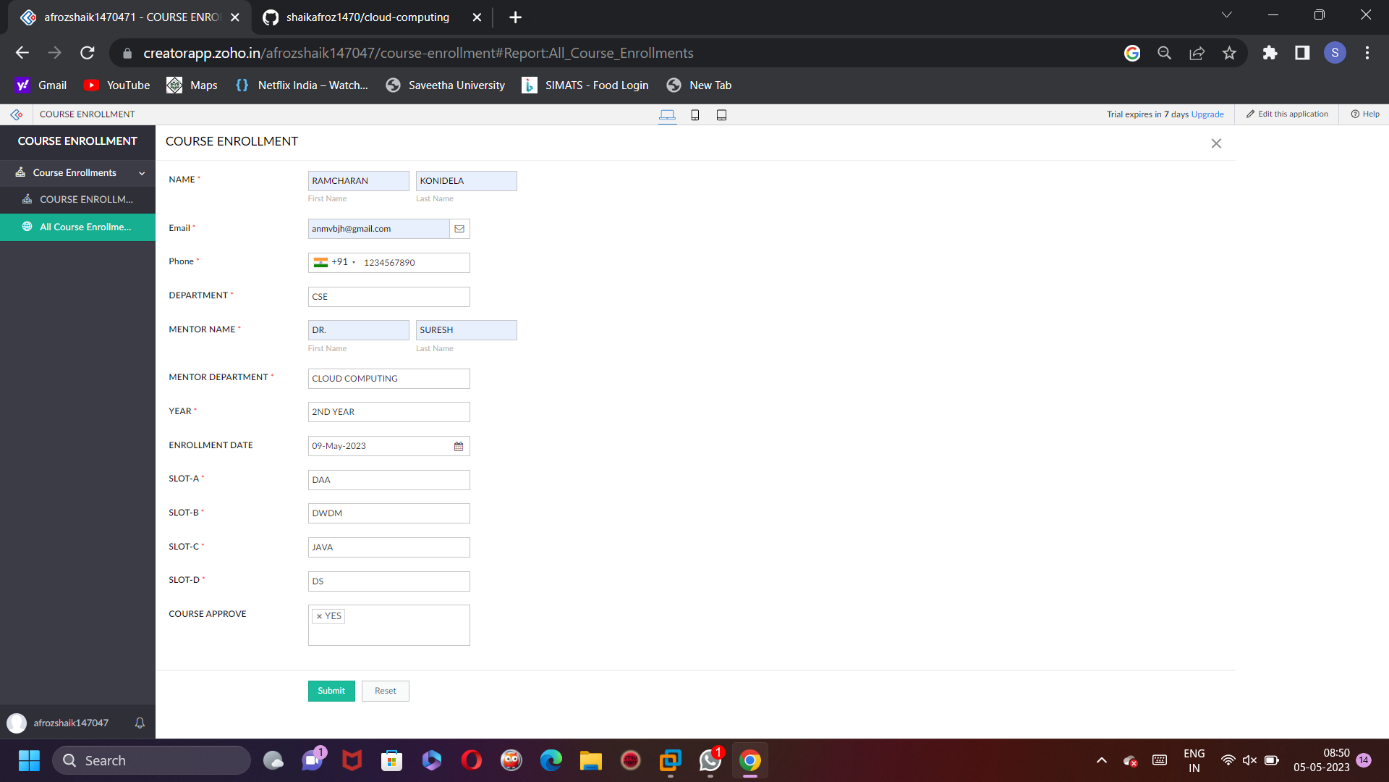 afrozshaik1470471 - COURSE ENRO
shaikafroz1470/cloud-computing
creatorapp.zoho.in/afrozshaik147047/course-enrollment#Report:All_Course_Enrollments
S
Gmail
YouTube
Maps
Netflix India – Watch...
Saveetha University
SIMATS - Food Login
New Tab
COURSE ENROLLMENT
Trial expires in 7 days Upgrade
Edit this application
Help
COURSE ENROLLMENT
Course Enrollments
COURSE ENROLLM...
All Course Enrollme...
afrozshaik147047
COURSE ENROLLMENT
NAME *
RAMCHARAN
KONIDELA
First Name
Last Name
Email *
anmvbjh@gmail.com
Phone *
+91
1234567890
DEPARTMENT *
CSE
MENTOR NAME *
DR.
SURESH
First Name
Last Name
MENTOR DEPARTMENT *
CLOUD COMPUTING
YEAR *
2ND YEAR
ENROLLMENT DATE
09-May-2023
SLOT-A *
DAA
SLOT-B *
DWDM
SLOT-C *
JAVA
SLOT-D *
DS
COURSE APPROVE
× YES
Submit
Reset
Search
1
1
ENG
IN
08:50
05-05-2023
14